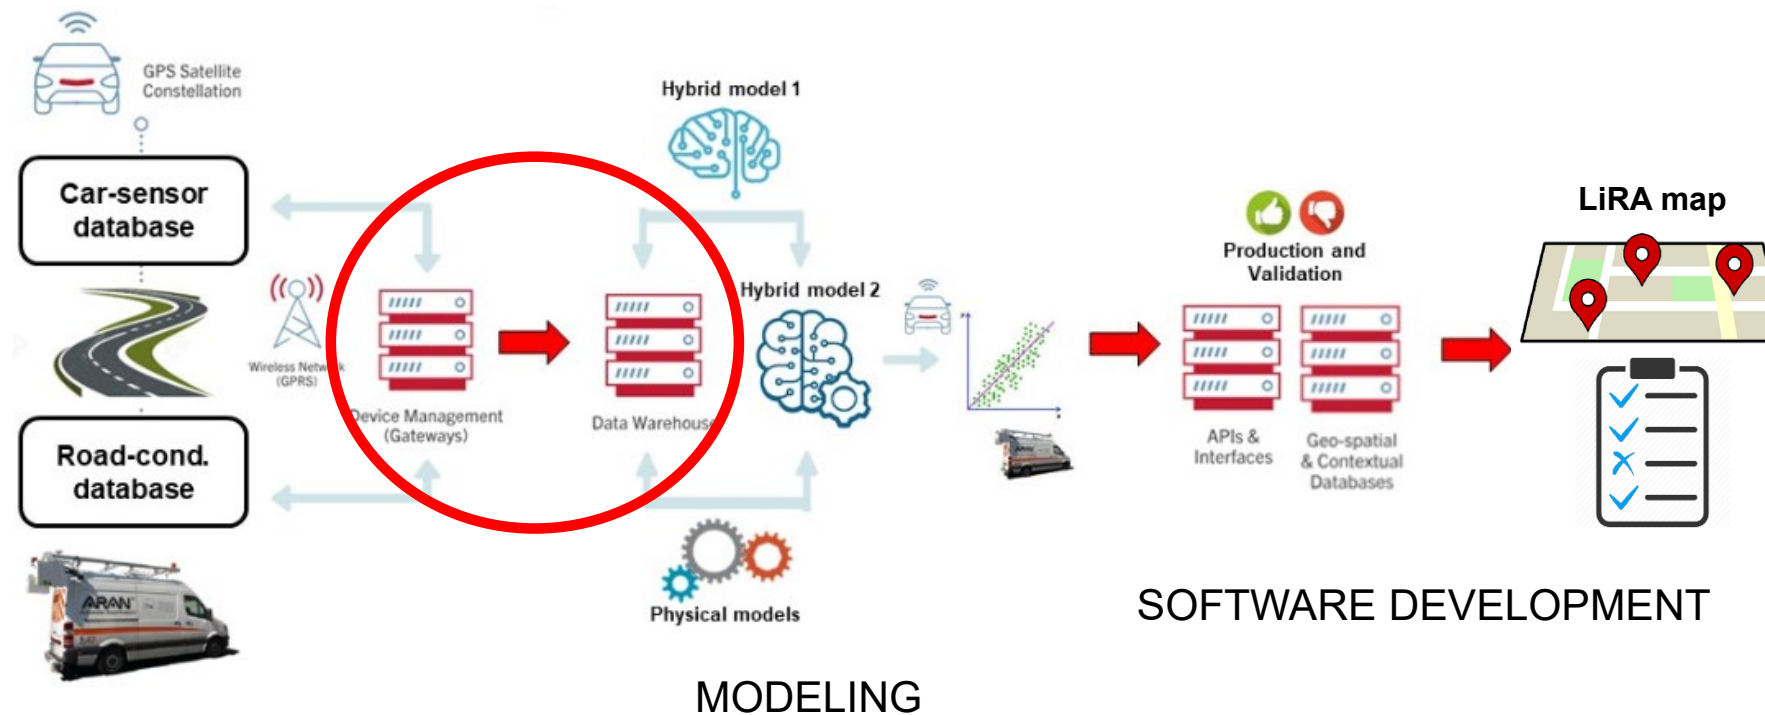 GPS Satellite
Constellation
Car-sensor
database
Wireless Network
(GPRS)
Road-cond.
database
ARAN
Device Management
(Gateways)
Data Warehouse
Hybrid model 1
Hybrid model 2
Physical models
MODELING
Production and
Validation
APIs &
Interfaces
Geo-spatial
& Contextual
Databases
SOFTWARE DEVELOPMENT
LiRA map